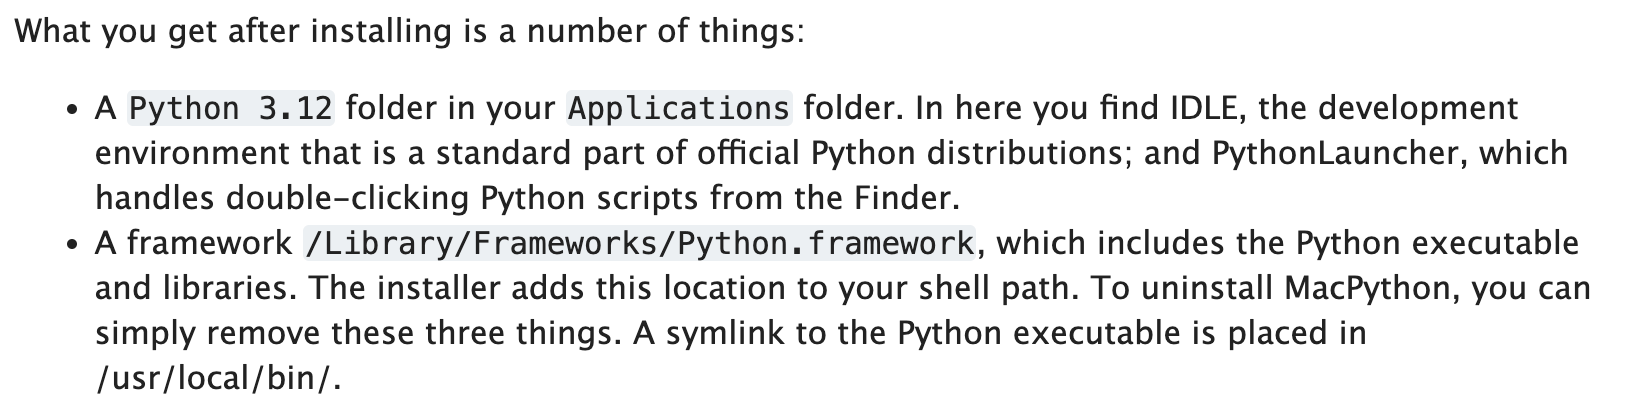 What you get after installing is a number of things:
• A Python 3.12 folder in your Applications folder. In here you find IDLE, the development
environment that is a standard part of official Python distributions; and PythonLauncher, which
handles double-clicking Python scripts from the Finder.
• A framework /Library/Frameworks/Python.framework, which includes the Python executable
and libraries. The installer adds this location to your shell path. To uninstall MacPython, you can
simply remove these three things. A symlink to the Python executable is placed in
/usr/local/bin/.